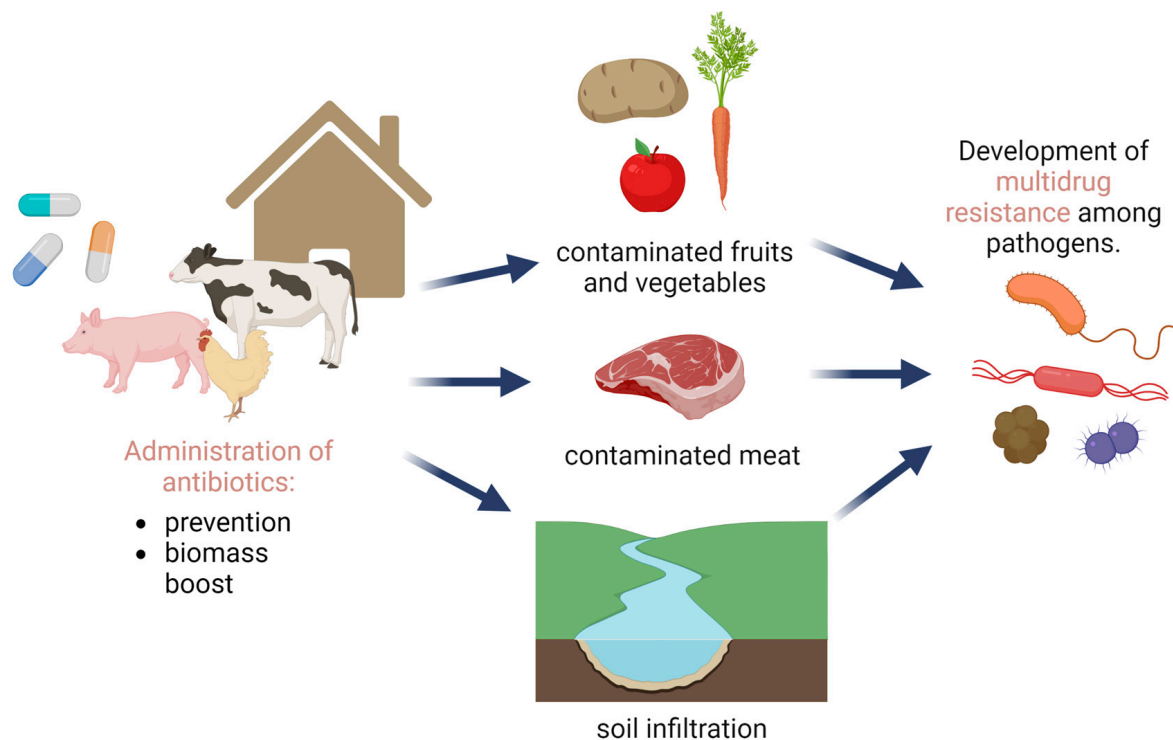 Administration of
antibiotics:
• prevention
• biomass
boost
contaminated fruits
and vegetables
contaminated meat
soil infiltration
Development of
multidrug
resistance among
pathogens.